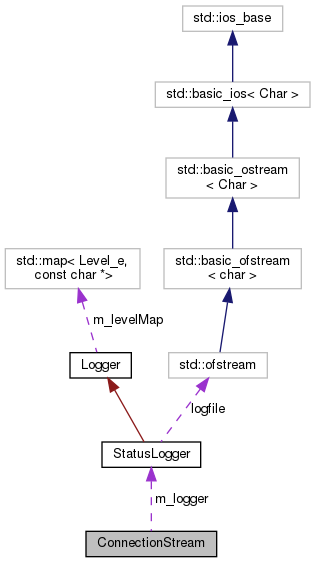 std::ios_base
std::basic_ios< Char >
std::basic_ostream
< Char >
std::map< Level_e,
const char *>
std::basic_ofstream
< char >
m_levelMap
Logger
std::ofstream
logfile
StatusLogger
m_logger
ConnectionStream